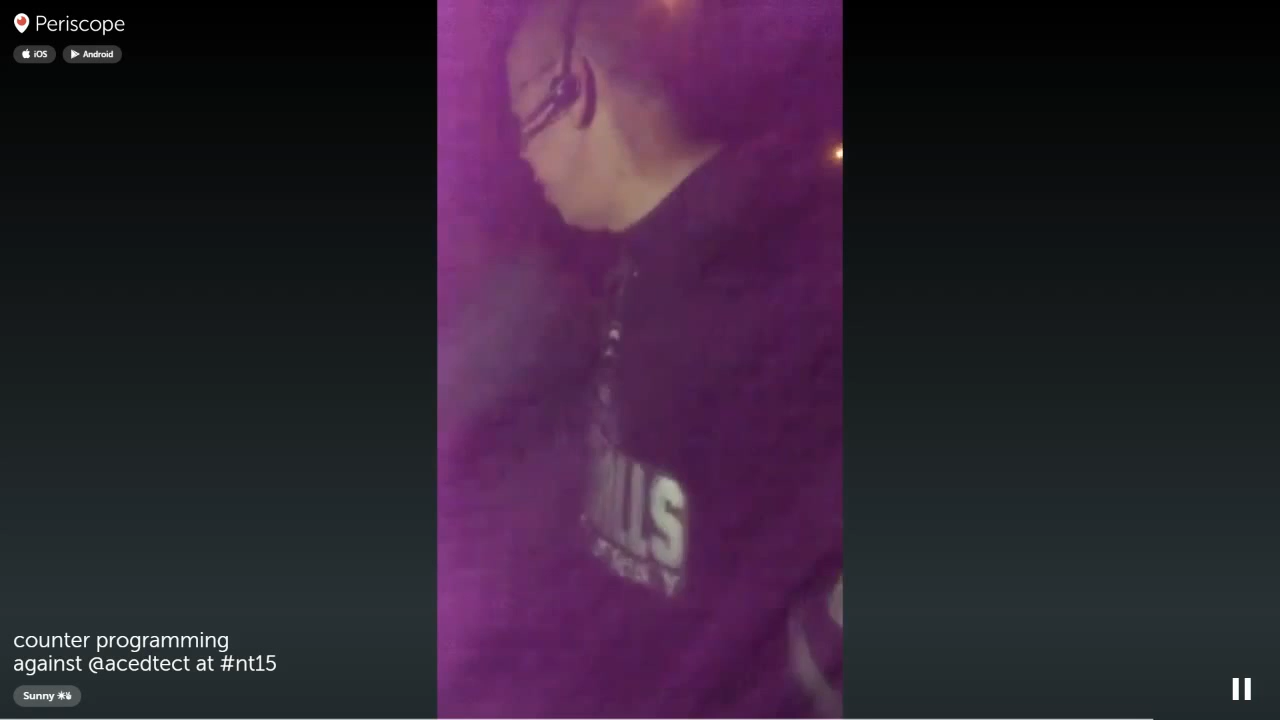 Periscope
iOS
Android
counter programming
against @acedtect at #nt15
Sunny